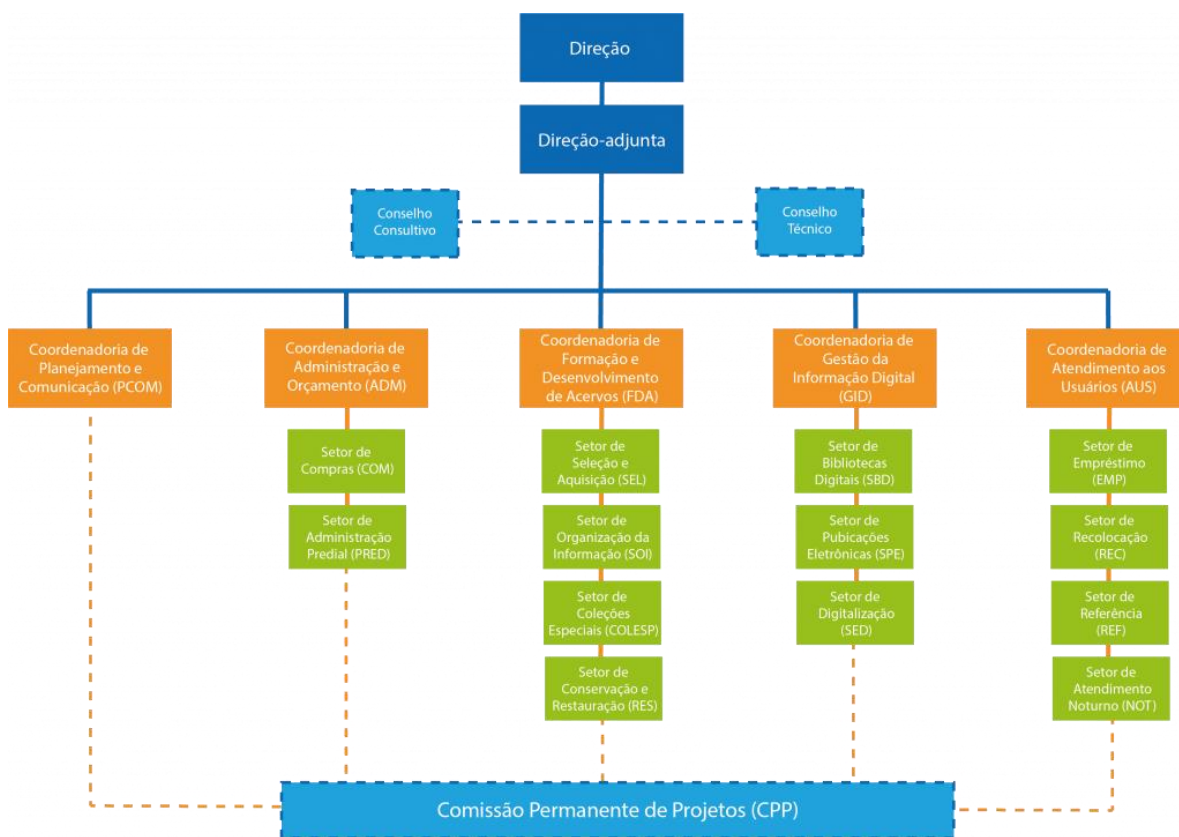 Direção
Direção-adjunta
Conselho
Consultivo
Conselho
Técnico
Coordenadoria de
Planejamento e
Comunicação (PCOM)
Coordenadoria de
Administração e
Orçamento (ADM)
Coordenadoria de
Formação e
Desenvolvimento
de Acervos (FDA)
Coordenadoria de
Gestão da
Informação Digital
(GID)
Coordenadoria de
Atendimento aos
Usuários (AUS)
Setor de
Compras (COM)
Setor de
Administração
Predial (PRED)
Setor de
Seleção e
Aquisição (SEL)
Setor de
Organização da
Informação (SOI)
Setor de
Coleções
Especiais (COLESP)
Setor de
Conservação e
Restauração (RES)
Setor de
Bibliotecas
Digitais (SBD)
Setor de
Pubicações
Eletrônicas (SPE)
Setor de
Digitalização
(SED)
Setor de
Empréstimo
(EMP)
Setor de
Recolocação
(REC)
Setor de
Referência
(REF)
Setor de
Atendimento
Noturno (NOT)
Comissão Permanente de Projetos (CPP)